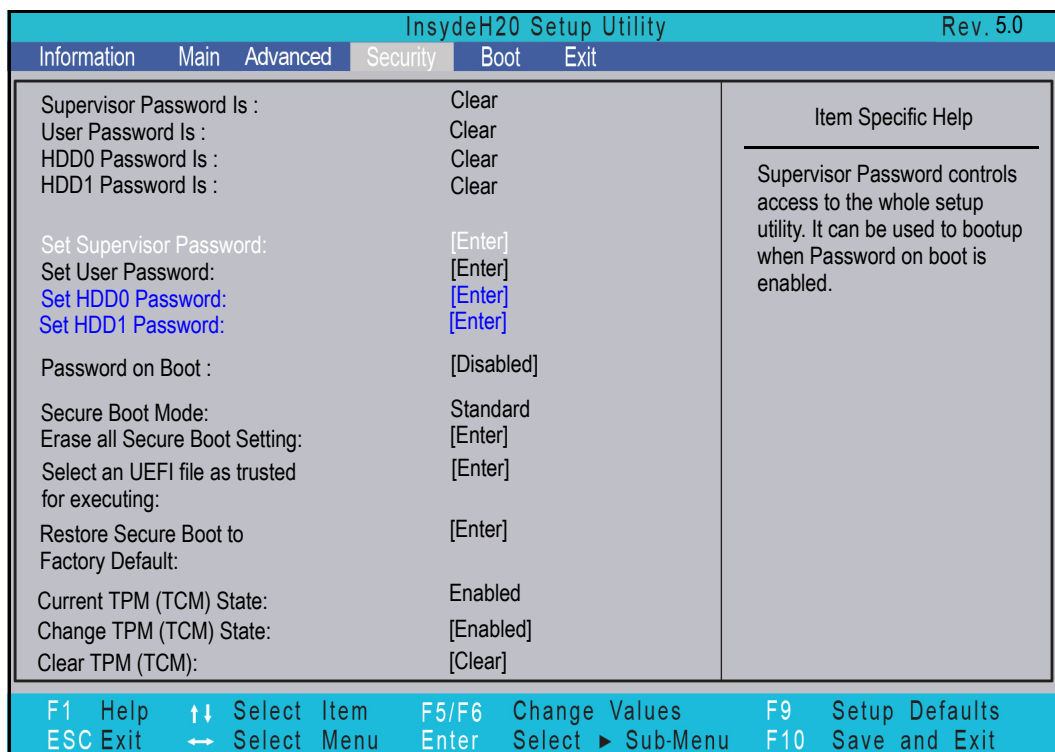 InsydeH20 Setup Utility Rev. 5.0
Information Main Advanced Security Boot Exit
Supervisor Password Is : Clear
User Password Is : Clear
HDD0 Password Is : Clear
HDD1 Password Is : Clear
Set Supervisor Password: [Enter]
Set User Password: [Enter]
Set HDD0 Password: [Enter]
Set HDD1 Password: [Enter]
Password on Boot : [Disabled]
Secure Boot Mode: Standard
Erase all Secure Boot Setting: [Enter]
Select an UEFI file as trusted [Enter]
for executing:
Restore Secure Boot to [Enter]
Factory Default:
Current TPM (TCM) State: Enabled
Change TPM (TCM) State: [Enabled]
Clear TPM (TCM): [Clear]
Item Specific Help
Supervisor Password controls
access to the whole setup
utility. It can be used to bootup
when Password on boot is
enabled.
F1 Help ↑↓ Select Item F5/F6 Change Values F9 Setup Defaults
ESC Exit ↔ Select Menu Enter Select ► Sub-Menu F10 Save and Exit